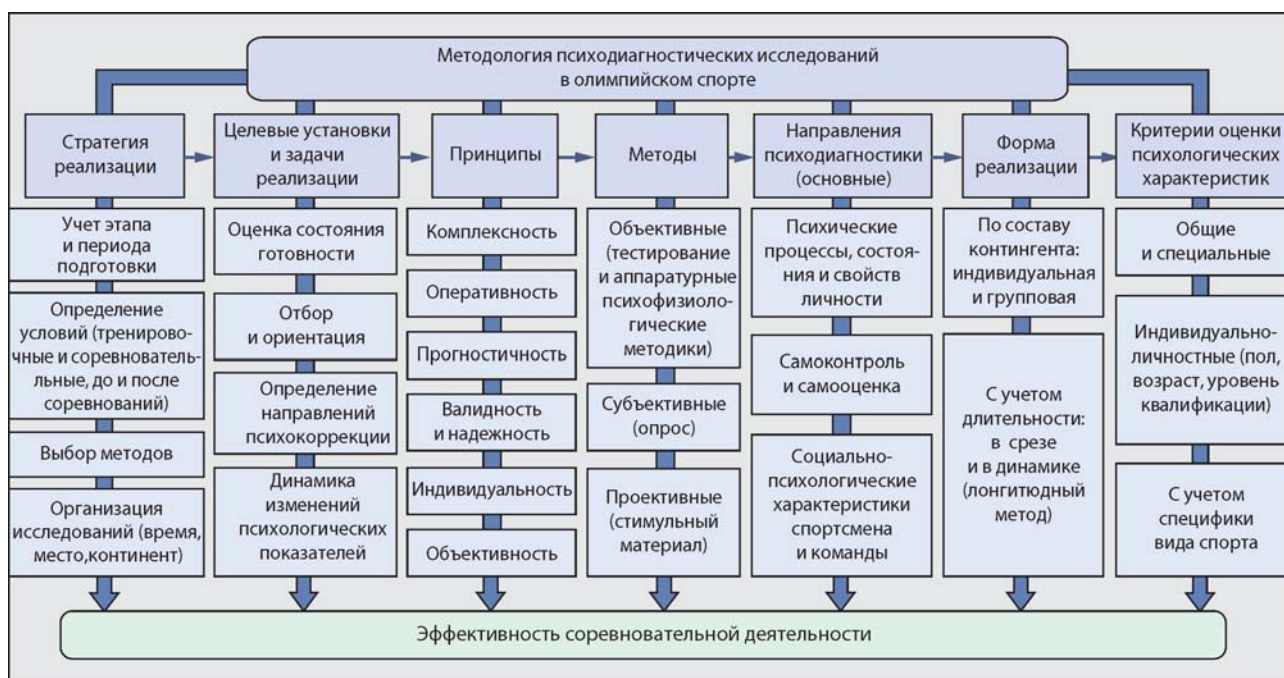 Методология психодиагностических исследований
в олимпийском спорте
Стратегия
реализации
Целевые установки
и задачи
реализации
Принципы
Методы
Направления
психодиагностики
(основные)
Форма
реализации
Критерии оценки
психологических
характеристик
Учет этапа
и периода
подготовки
Определение
условий (тренировоч-
чные и соревнователь-
льные, до и после
соревнований)
Выбор методов
Организация
исследований (время,
место,континент)
Оценка состояния
готовности
Отбор
и ориентация
Определение
направлений
психокоррекции
Динамика
изменений
психологических
показателей
Комплексность
Оперативность
Прогностичность
Валидность
и надежность
Индивидуальность
Объективность
Объективные
(тестирование
и аппаратурные
психофизиоло-
гические
методики)
Субъективные
(опрос)
Проективные
(стимульный
материал)
Психические
процессы, состоя-
ния и свойств
личности
Самоконтроль
и самооценка
Социально-
психологические
характеристики
спортсмена
и команды
По составу
контингента:
индивидуальная
и групповая
С учетом
длительности:
в срезе
и в динамике
(лонгитюдный
метод)
Общие
и специальные
Индивидуально-
личностные (пол,
возраст, уровень
квалификации)
С учетом
специфики
вида спорта
Эффективность соревновательной деятельности